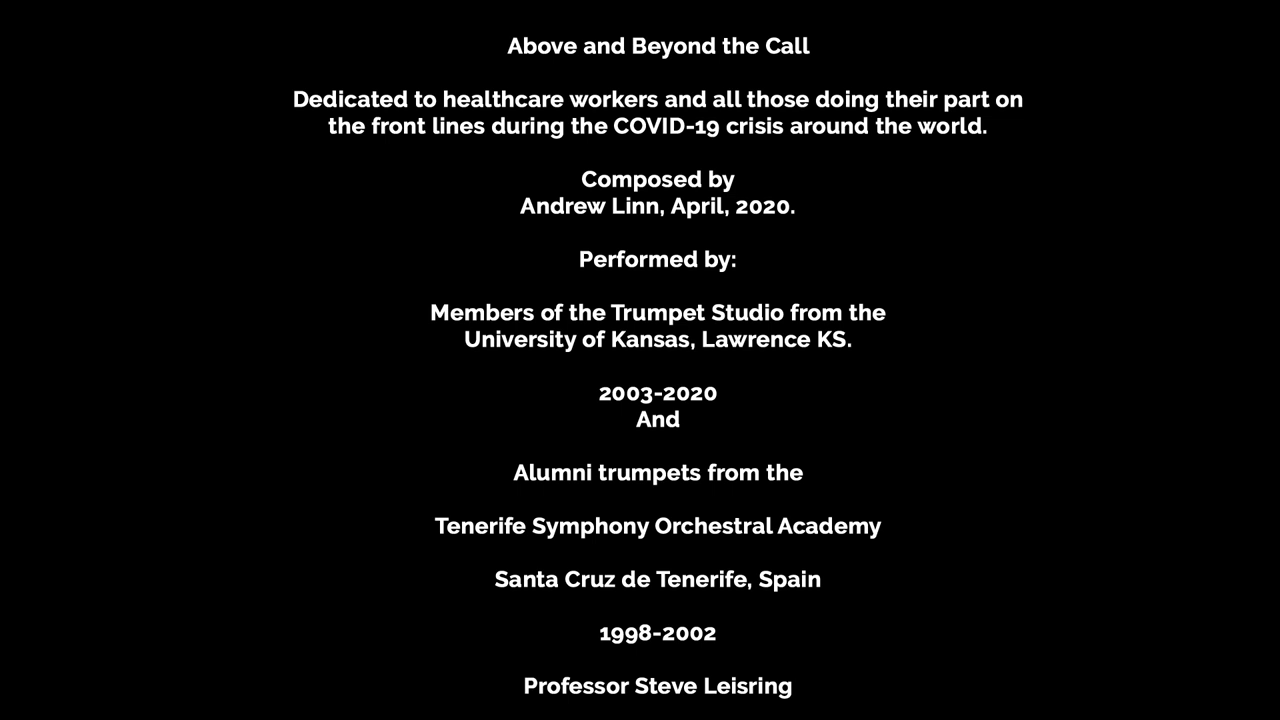 Above and Beyond the Call
Dedicated to healthcare workers and all those doing their part on
the front lines during the COVID-19 crisis around the world.
Composed by
Andrew Linn, April, 2020.
Performed by:
Members of the Trumpet Studio from the
University of Kansas, Lawrence KS.
2003-2020
And
Alumni trumpets from the
Tenerife Symphony Orchestral Academy
Santa Cruz de Tenerife, Spain
1998-2002
Professor Steve Leisring